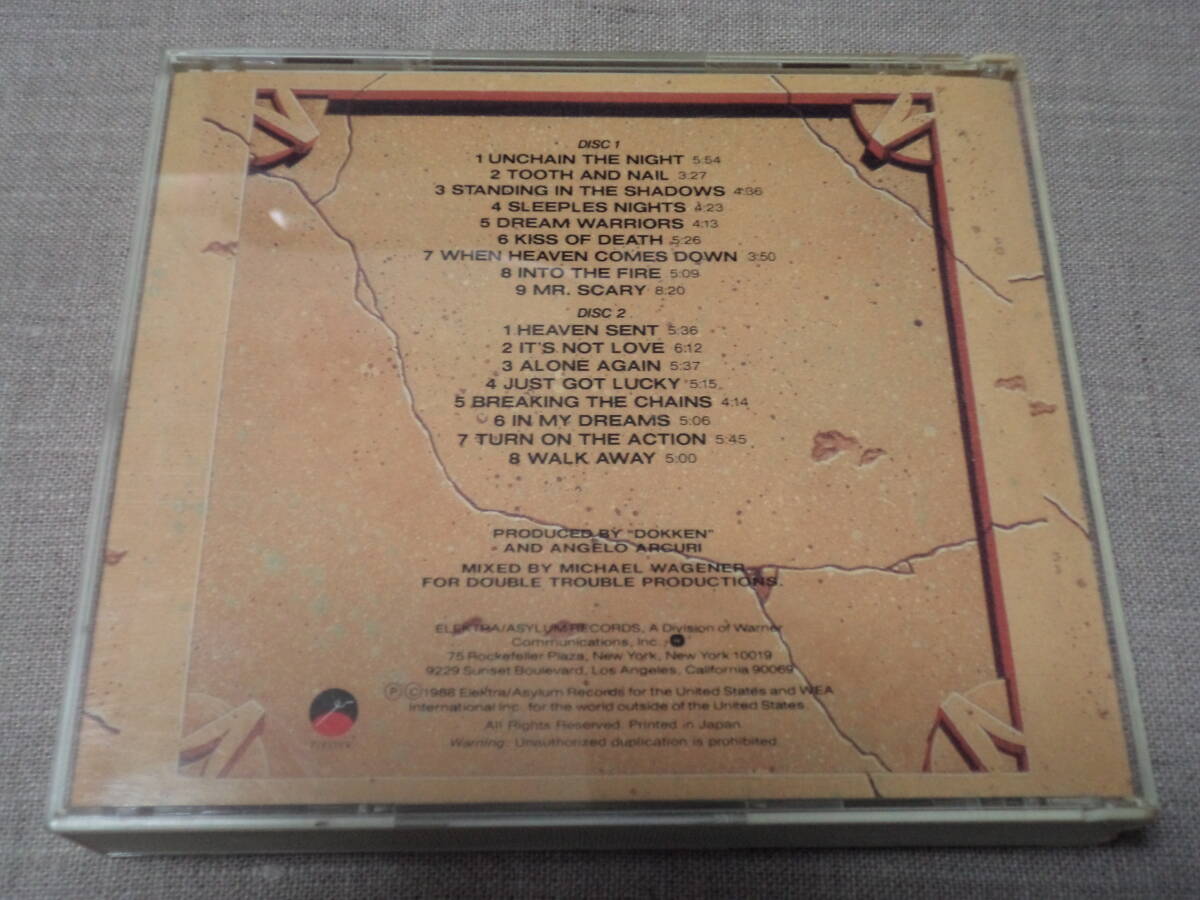 DISC 1
1 UNCHAIN THE NIGHT 5:54
2 TOOTH AND NAIL 3:27
3 STANDING IN THE SHADOWS 4:36
4 SLEEPLES NIGHTS 4:23
5 DREAM WARRIORS 4:13
6 KISS OF DEATH 5:26
7 WHEN HEAVEN COMES DOWN 3:50
8 INTO THE FIRE 5:09
9 MR. SCARY 8:20
DISC 2
1 HEAVEN SENT 5:36
2 IT'S NOT LOVE 6:12
3 ALONE AGAIN 5:37
4 JUST GOT LUCKY 5:15
5 BREAKING THE CHAINS 4:14
6 IN MY DREAMS 5:06
7 TURN ON THE ACTION 5:45
8 WALK AWAY 5:00
PRODUCED BY "DOKKEN"
AND ANGELO ARCURI
MIXED BY MICHAEL WAGENER
FOR DOUBLE TROUBLE PRODUCTIONS.
ELEKTRA/ASYLUM RECORDS, A Division of Warner
Communications, Inc.
75 Rockefeller Plaza, New York, New York 10019
9229 Sunset Boulevard, Los Angeles, California 90069
Ⓟ Ⓒ 1988 Elektra/Asylum Records for the United States and WEA
International Inc. for the world outside of the United States.
All Rights Reserved. Printed in Japan.
Warning: Unauthorized duplication is prohibited.